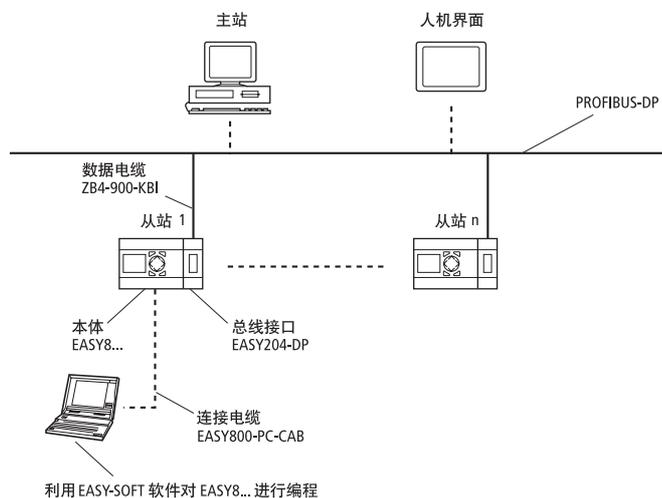 主站
人机界面
PROFIBUS-DP
数据电缆
ZB4-900-KBl
从站 1
从站 n
本体
EASY8...
总线接口
EASY204-DP
连接电缆
EASY800-PC-CAB
利用 EASY-SOFT 软件对 EASY8... 进行编程